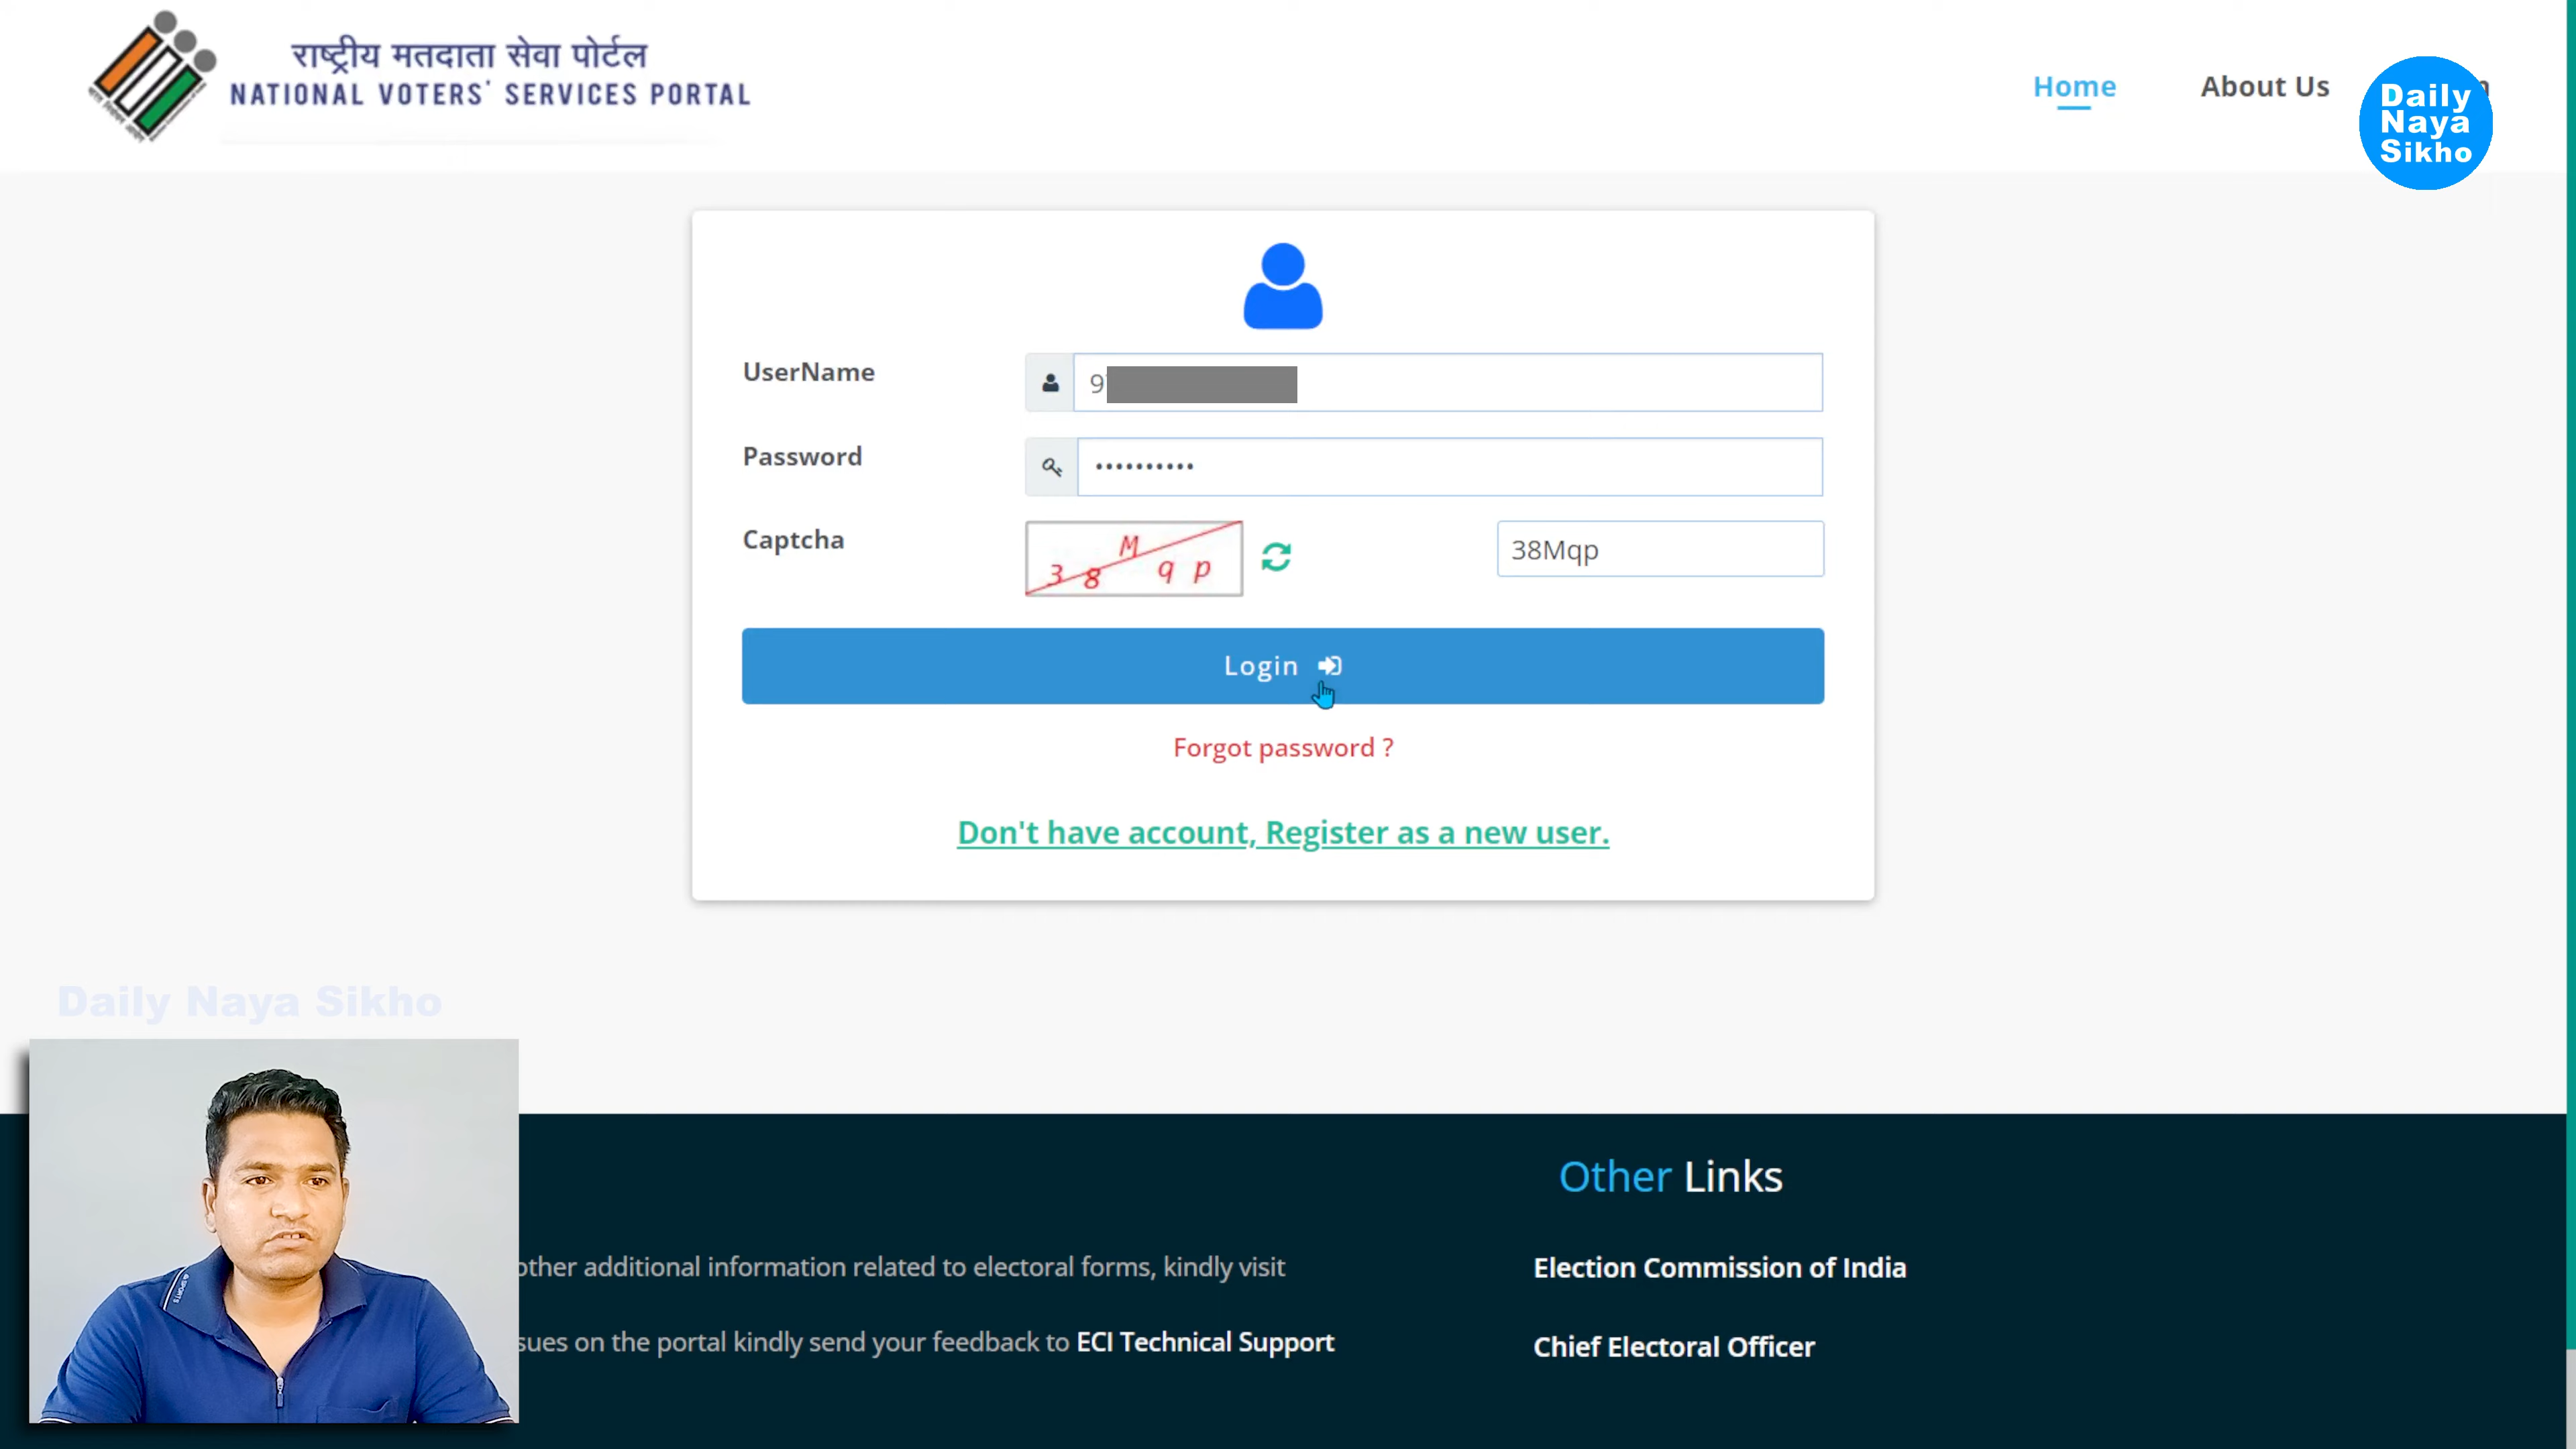 राष्ट्रीय मतदाता सेवा पोर्टल
NATIONAL VOTERS' SERVICES PORTAL
Home
About Us
Daily
Naya
Sikho
UserName
9
Password
••••••••••
Captcha
3 8 M q p
38Mqp
Login
Forgot password ?
Don't have account, Register as a new user.
Daily Naya Sikho
Other Links
other additional information related to electoral forms, kindly visit
Election Commission of India
sues on the portal kindly send your feedback to ECI Technical Support
Chief Electoral Officer